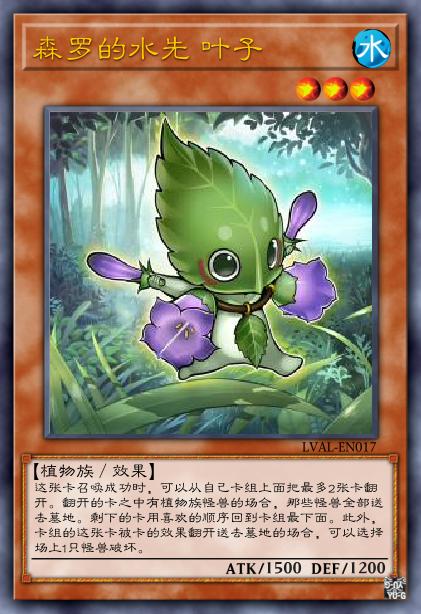 森罗的水先 叶子
水
LVAL-EN017
【植物族／效果】
这张卡召唤成功时，可以从自己卡组上面把最多2张卡翻
开。翻开的卡之中有植物族怪兽的场合，那些怪兽全部送
去墓地。剩下的卡用喜欢的顺序回到卡组最下面。此外，
卡组的这张卡被卡的效果翻开送去墓地的场合，可以选择
场上1只怪兽破坏。
ATK/1500 DEF/1200